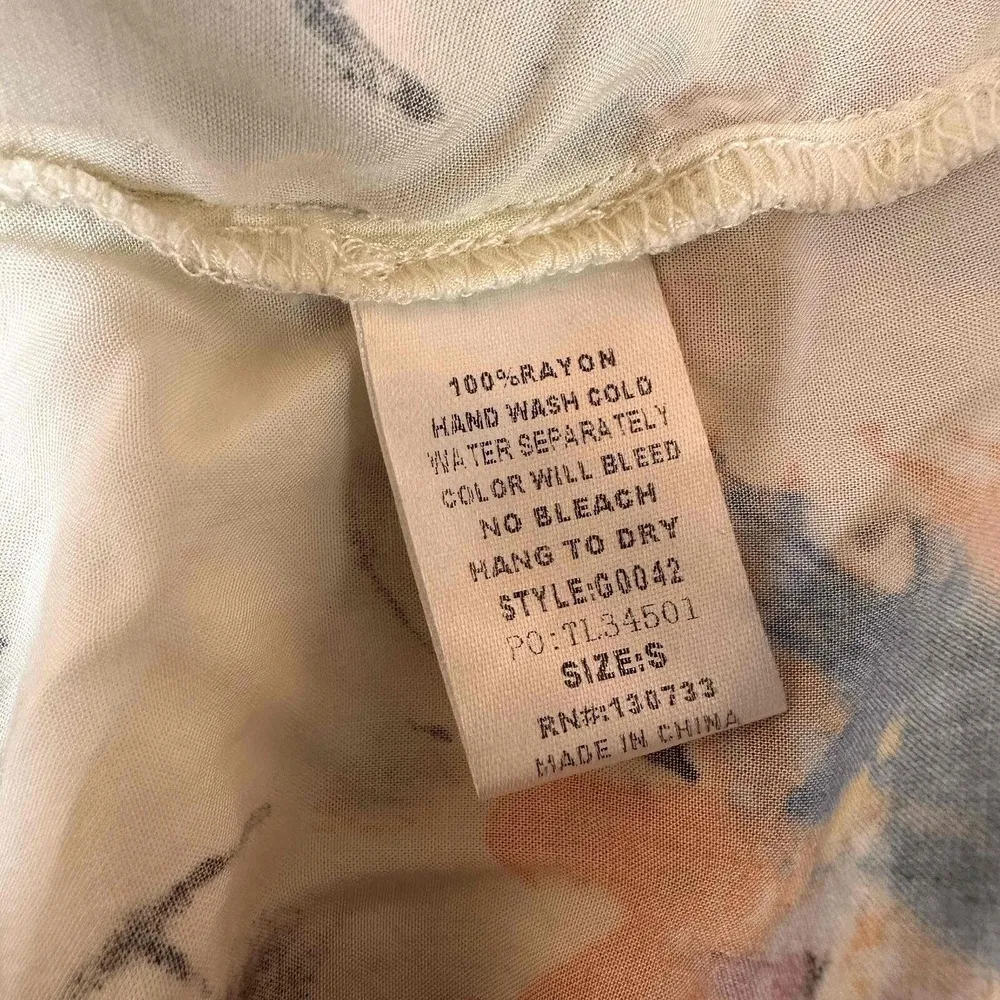 100%RAYON
HAND WASH COLD
WATER SEPARATELY
COLOR WILL BLEED
NO BLEACH
HANG TO DRY
STYLE:G0042
PO:TL34501
SIZE:S
RN#:130733
MADE IN CHINA